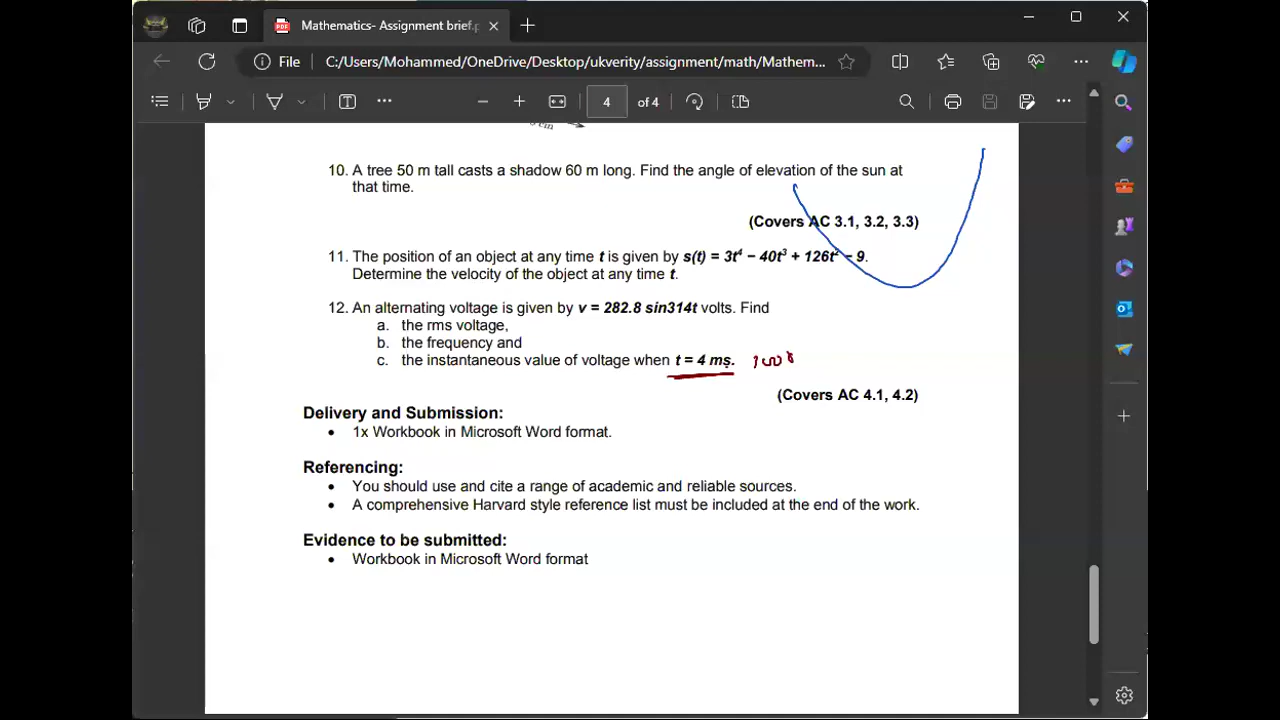 Mathematics- Assignment brief.p
File
C:/Users/Mohammed/OneDrive/Desktop/ukverity/assignment/math/Mathem...
4 of 4
cm
10. A tree 50 m tall casts a shadow 60 m long. Find the angle of elevation of the sun at
that time.
(Covers AC 3.1, 3.2, 3.3)
11. The position of an object at any time t is given by s(t) = 3t⁴ − 40t³ + 126t² − 9.
Determine the velocity of the object at any time t.
12. An alternating voltage is given by v = 282.8 sin314t volts. Find
a. the rms voltage,
b. the frequency and
c. the instantaneous value of voltage when t = 4 ms.
(Covers AC 4.1, 4.2)
Delivery and Submission:
• 1x Workbook in Microsoft Word format.
Referencing:
• You should use and cite a range of academic and reliable sources.
• A comprehensive Harvard style reference list must be included at the end of the work.
Evidence to be submitted:
• Workbook in Microsoft Word format